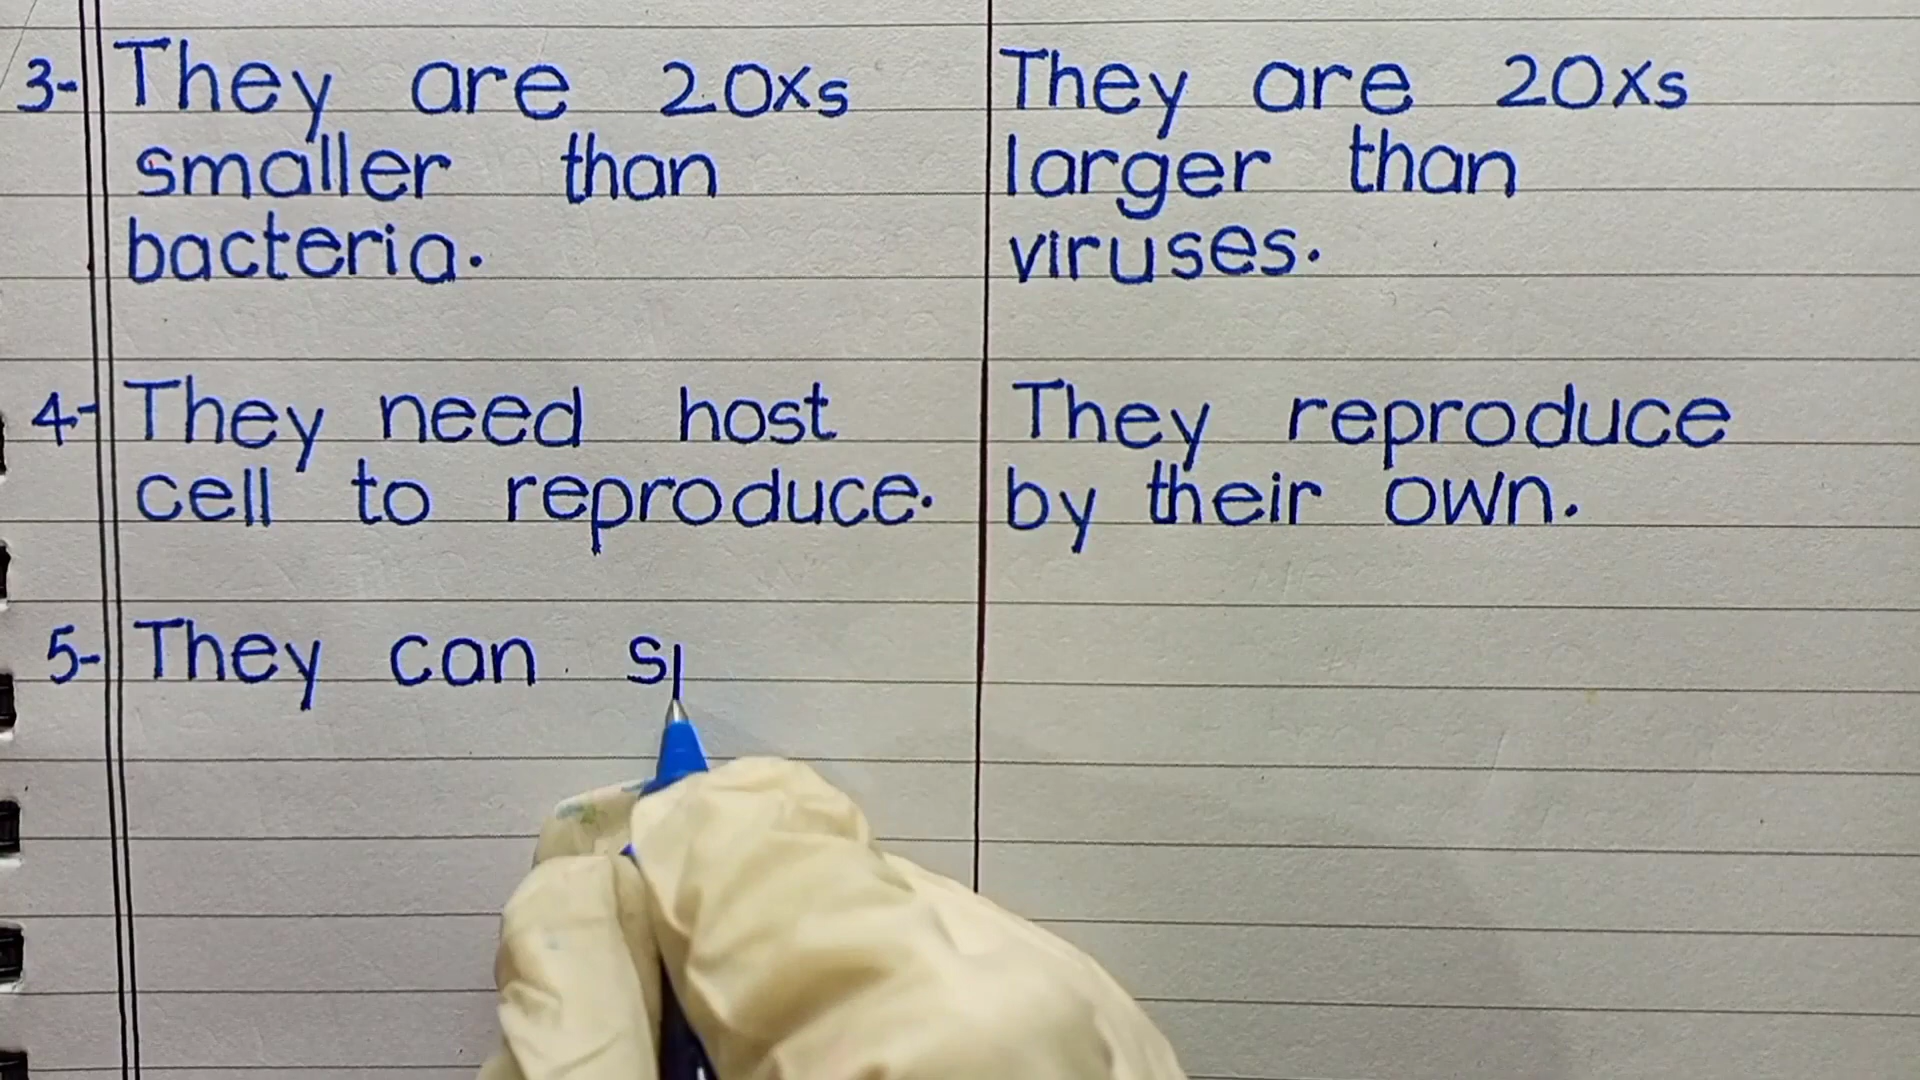 3- They are 20xs
smaller than
bacteria.
They are 20xs
larger than
viruses.
4- They need host
cell to reproduce.
They reproduce
by their own.
5- They can